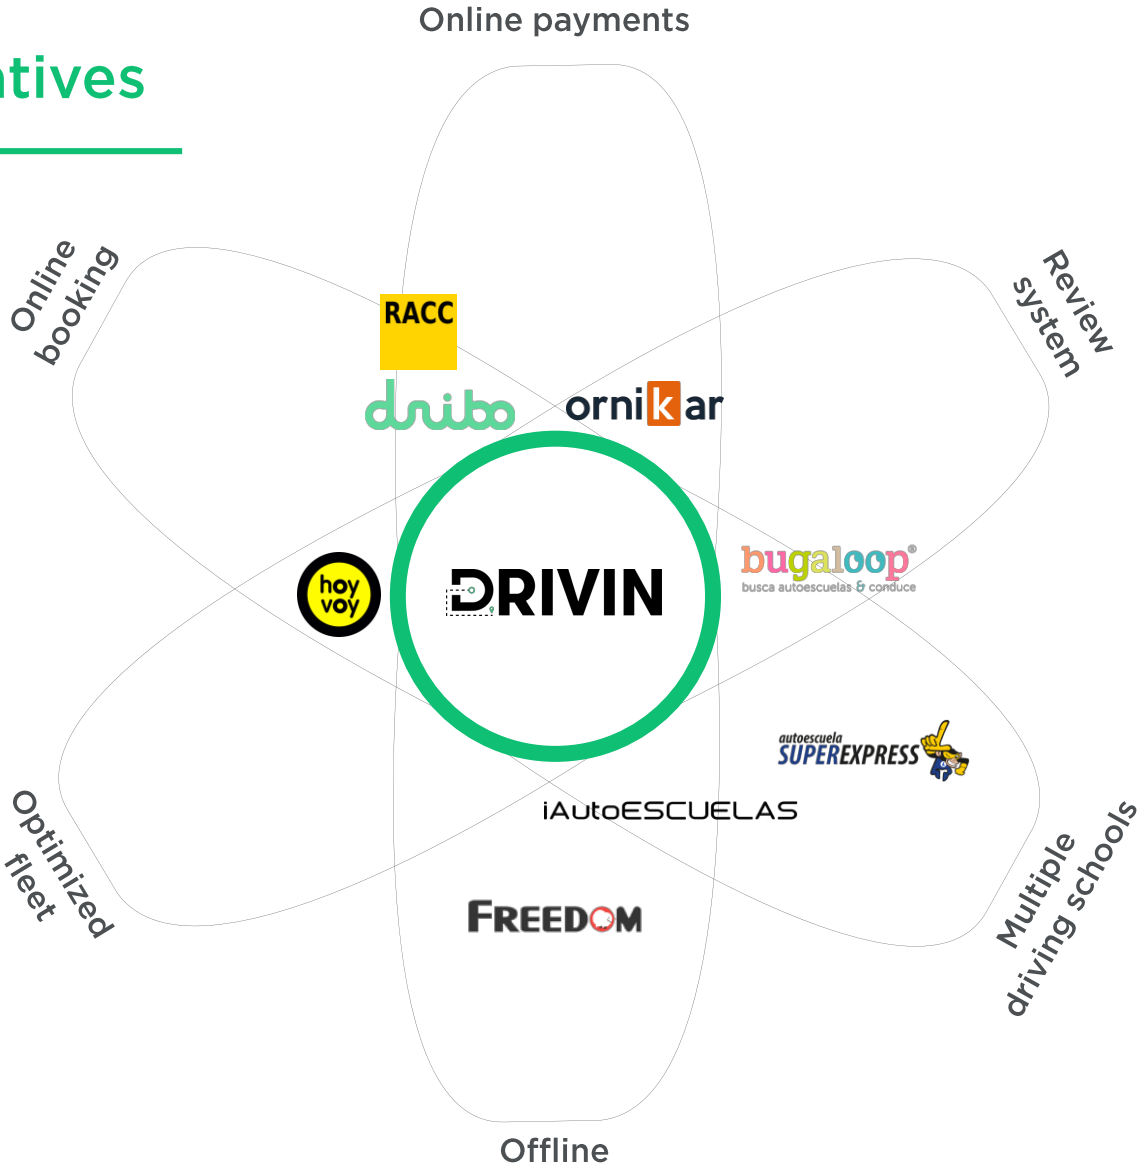 Online payments
atives
Online
booking
Review
system
RACC
dribo
ornikar
hoy
voy
DRIVIN
bugaloop®
busca autoescuelas & conduce
autoescuela
SUPEREXPRESS
iAutoESCUELAS
FREEDOM
Optimized
fleet
Multiple
driving schools
Offline